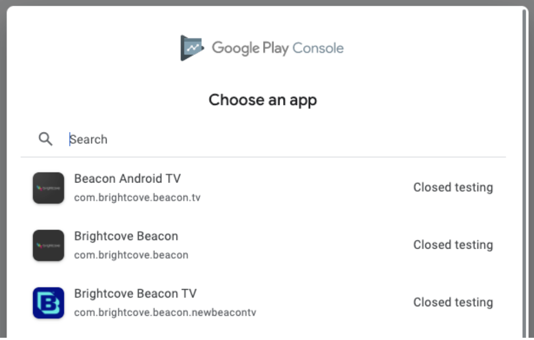 Google Play Console
Choose an app
Search
Beacon Android TV
Closed testing
com.brightcove.beacon.tv
Brightcove Beacon
Closed testing
com.brightcove.beacon
Brightcove Beacon TV
Closed testing
com.brightcove.beacon.newbeacontv